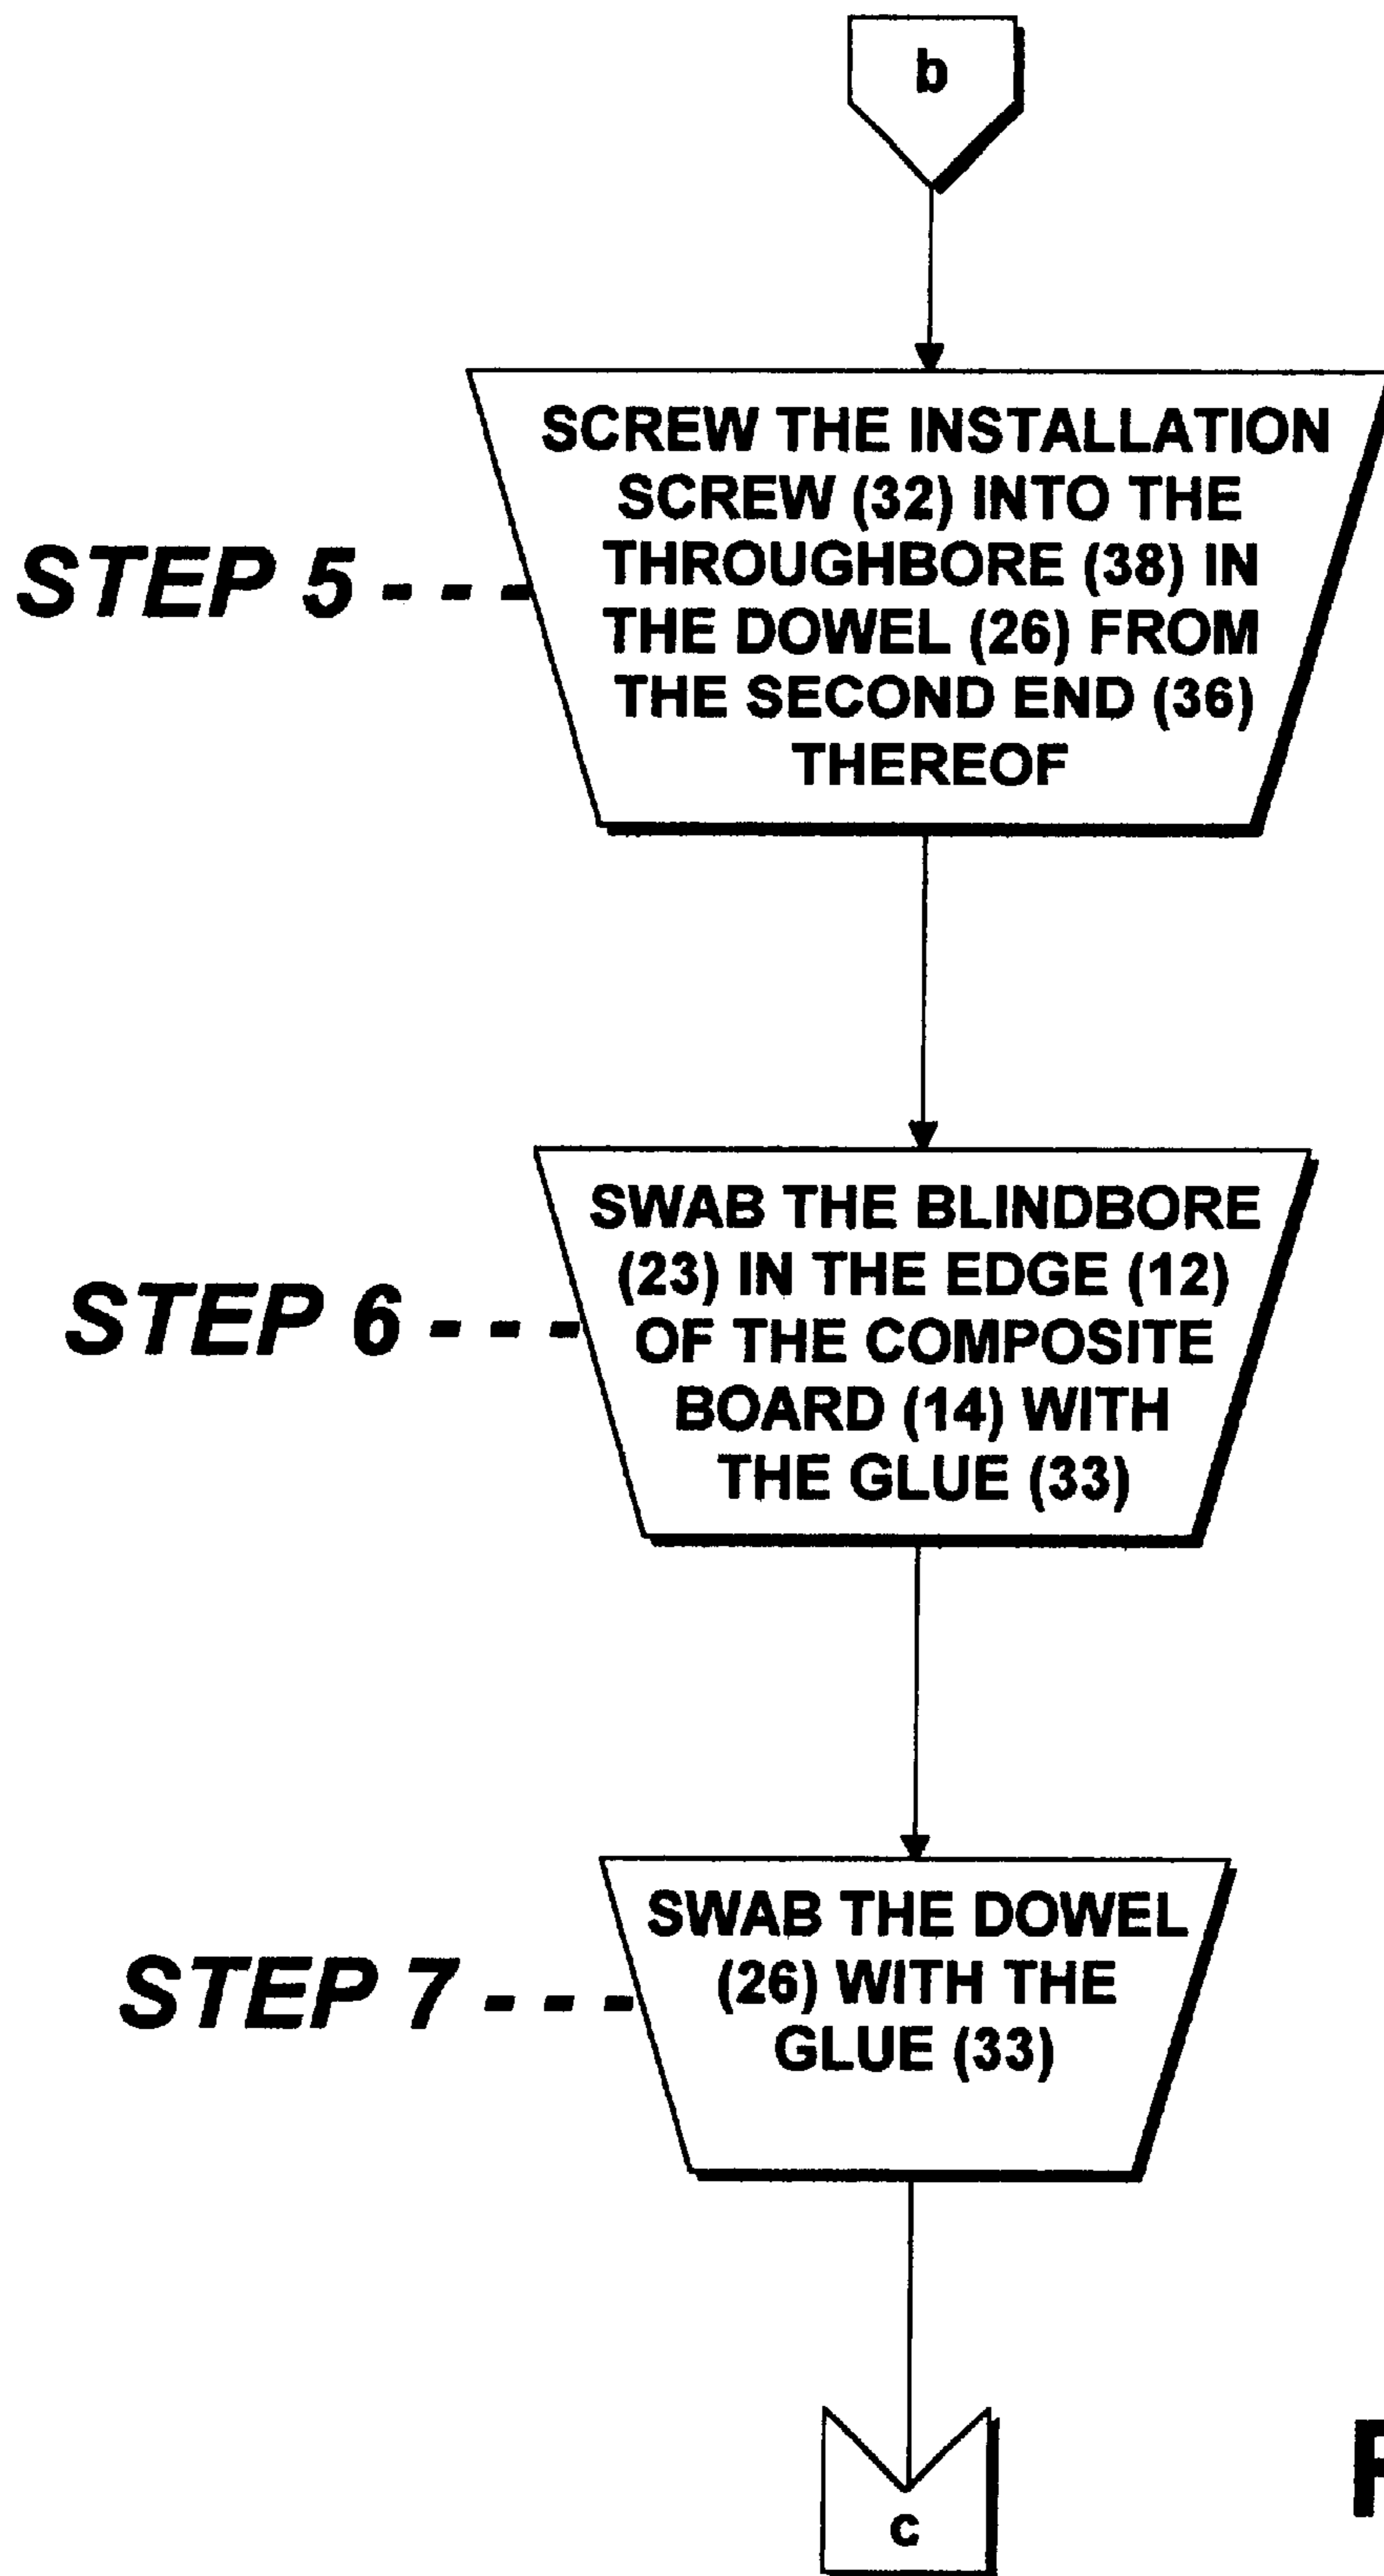 b
SCREW THE INSTALLATION
SCREW (32) INTO THE
THROUGHBORE (38) IN
THE DOWEL (26) FROM
THE SECOND END (36)
THEREOF
STEP 5 - - -
SWAB THE BLINDBORE
(23) IN THE EDGE (12)
OF THE COMPOSITE
BOARD (14) WITH
THE GLUE (33)
STEP 6 - - -
SWAB THE DOWEL
(26) WITH THE
GLUE (33)
STEP 7 - - -
c